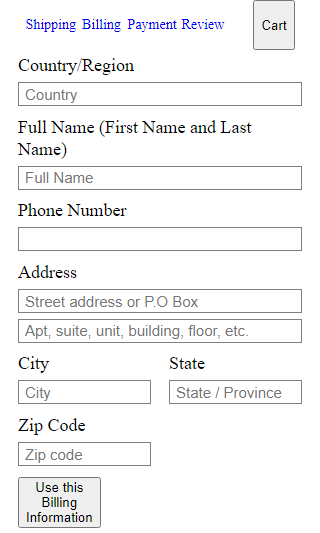 Shipping Billing Payment Review Cart
Country/Region
Country
Full Name (First Name and Last
Name)
Full Name
Phone Number
Address
Street address or P.O Box
Apt, suite, unit, building, floor, etc.
City State
City State / Province
Zip Code
Zip code
Use this
Billing
Information